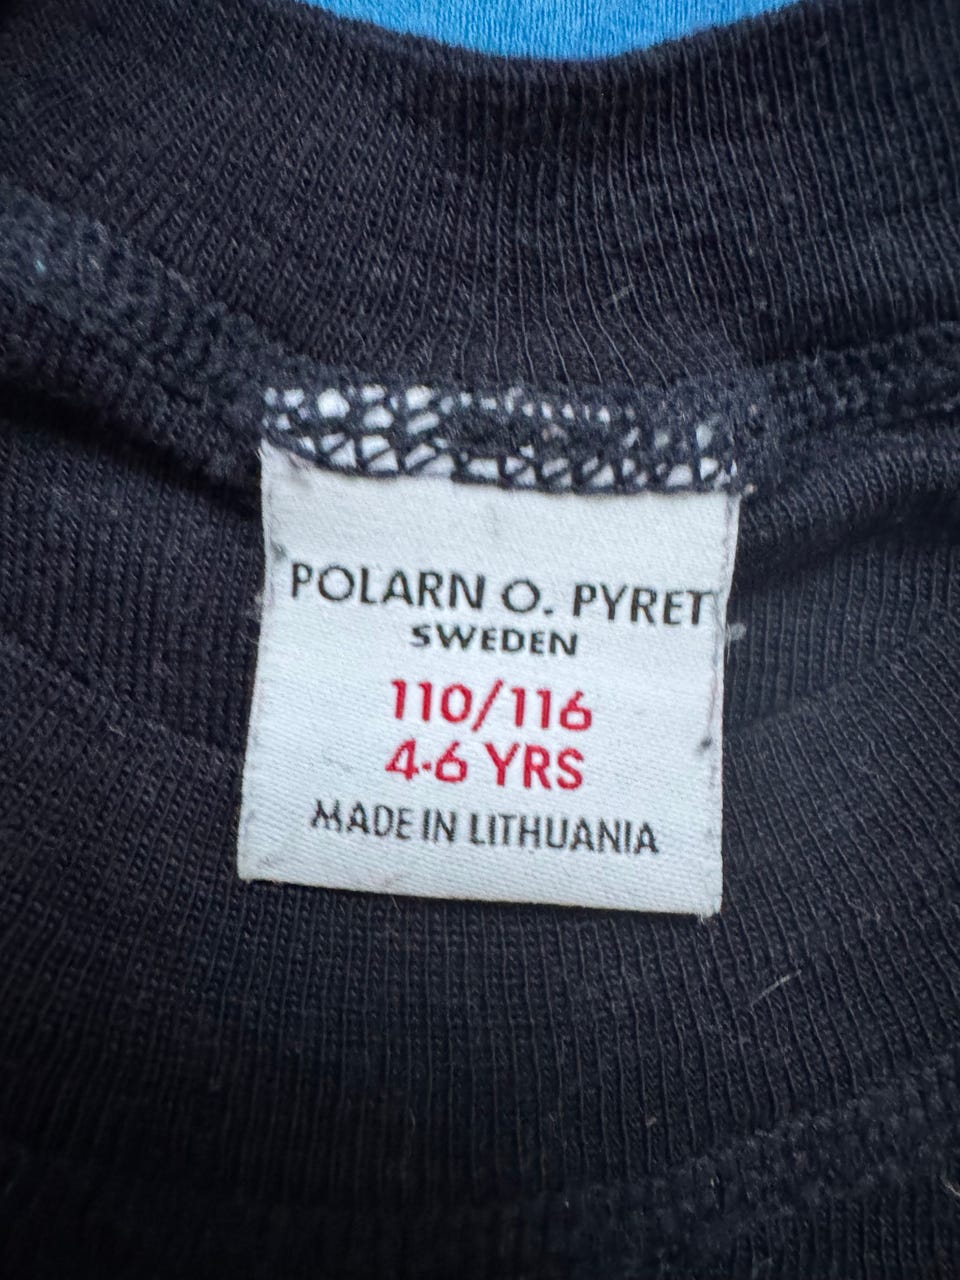 POLARN O. PYRET
SWEDEN
110/116
4-6 YRS
MADE IN LITHUANIA